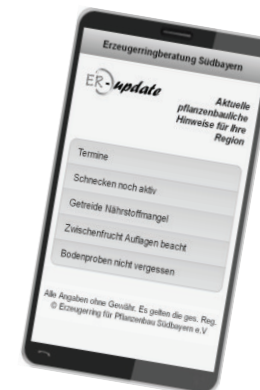 Erzeugerringberatung Südbayern
ER-update
Aktuelle
pflanzenbauliche
Hinweise für Ihre
Region
Termine
Schnecken noch aktiv
Getreide Nährstoffmangel
Zwischenfrucht Auflagen beacht
Bodenproben nicht vergessen
Alle Angaben ohne Gewähr. Es gelten die ges. Reg.
© Erzeugerring für Pflanzenbau Südbayern e.V